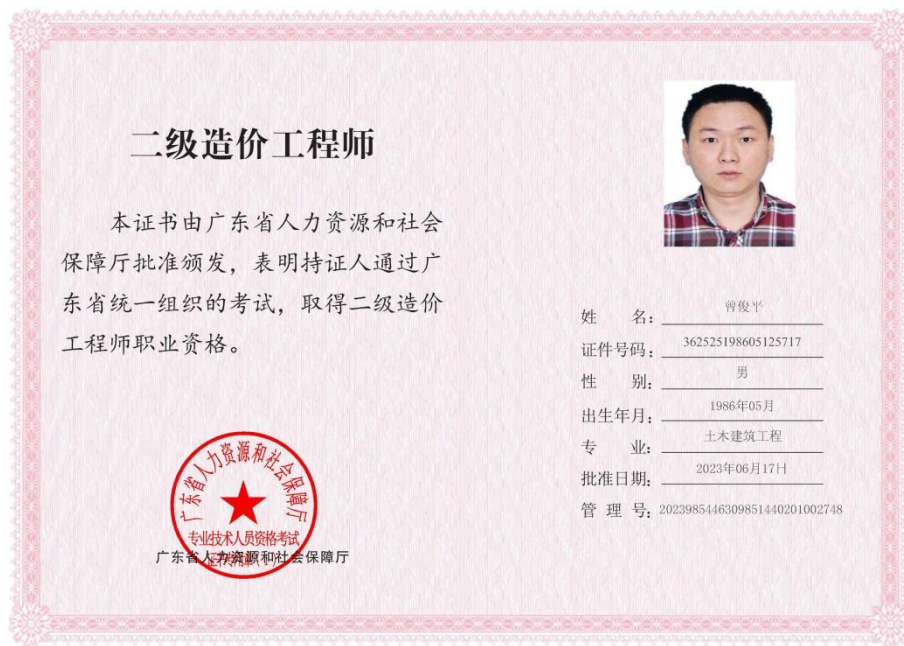 二级造价工程师
本证书由广东省人力资源和社会
保障厅批准颁发，表明持证人通过广
东省统一组织的考试，取得二级造价
工程师职业资格。
广东省人力资源和社会保障厅
专业技术人员资格考试
广东省人力资源和社会保障厅
姓 名： 曾俊平
证件号码： 362525198605125717
性 别： 男
出生年月： 1986年05月
专 业： 土木建筑工程
批准日期： 2023年06月17日
管 理 号： 20239854463098514402010​02748